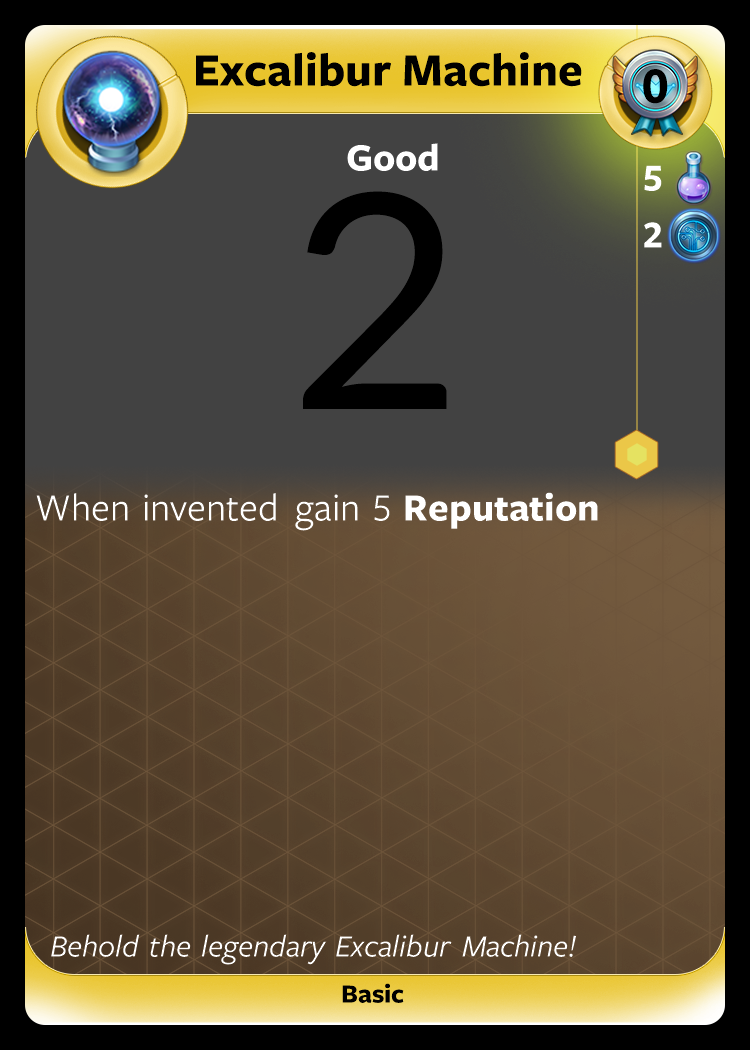 Excalibur Machine
0
Good
5
2
2
When invented gain 5 Reputation
Behold the legendary Excalibur Machine!
Basic